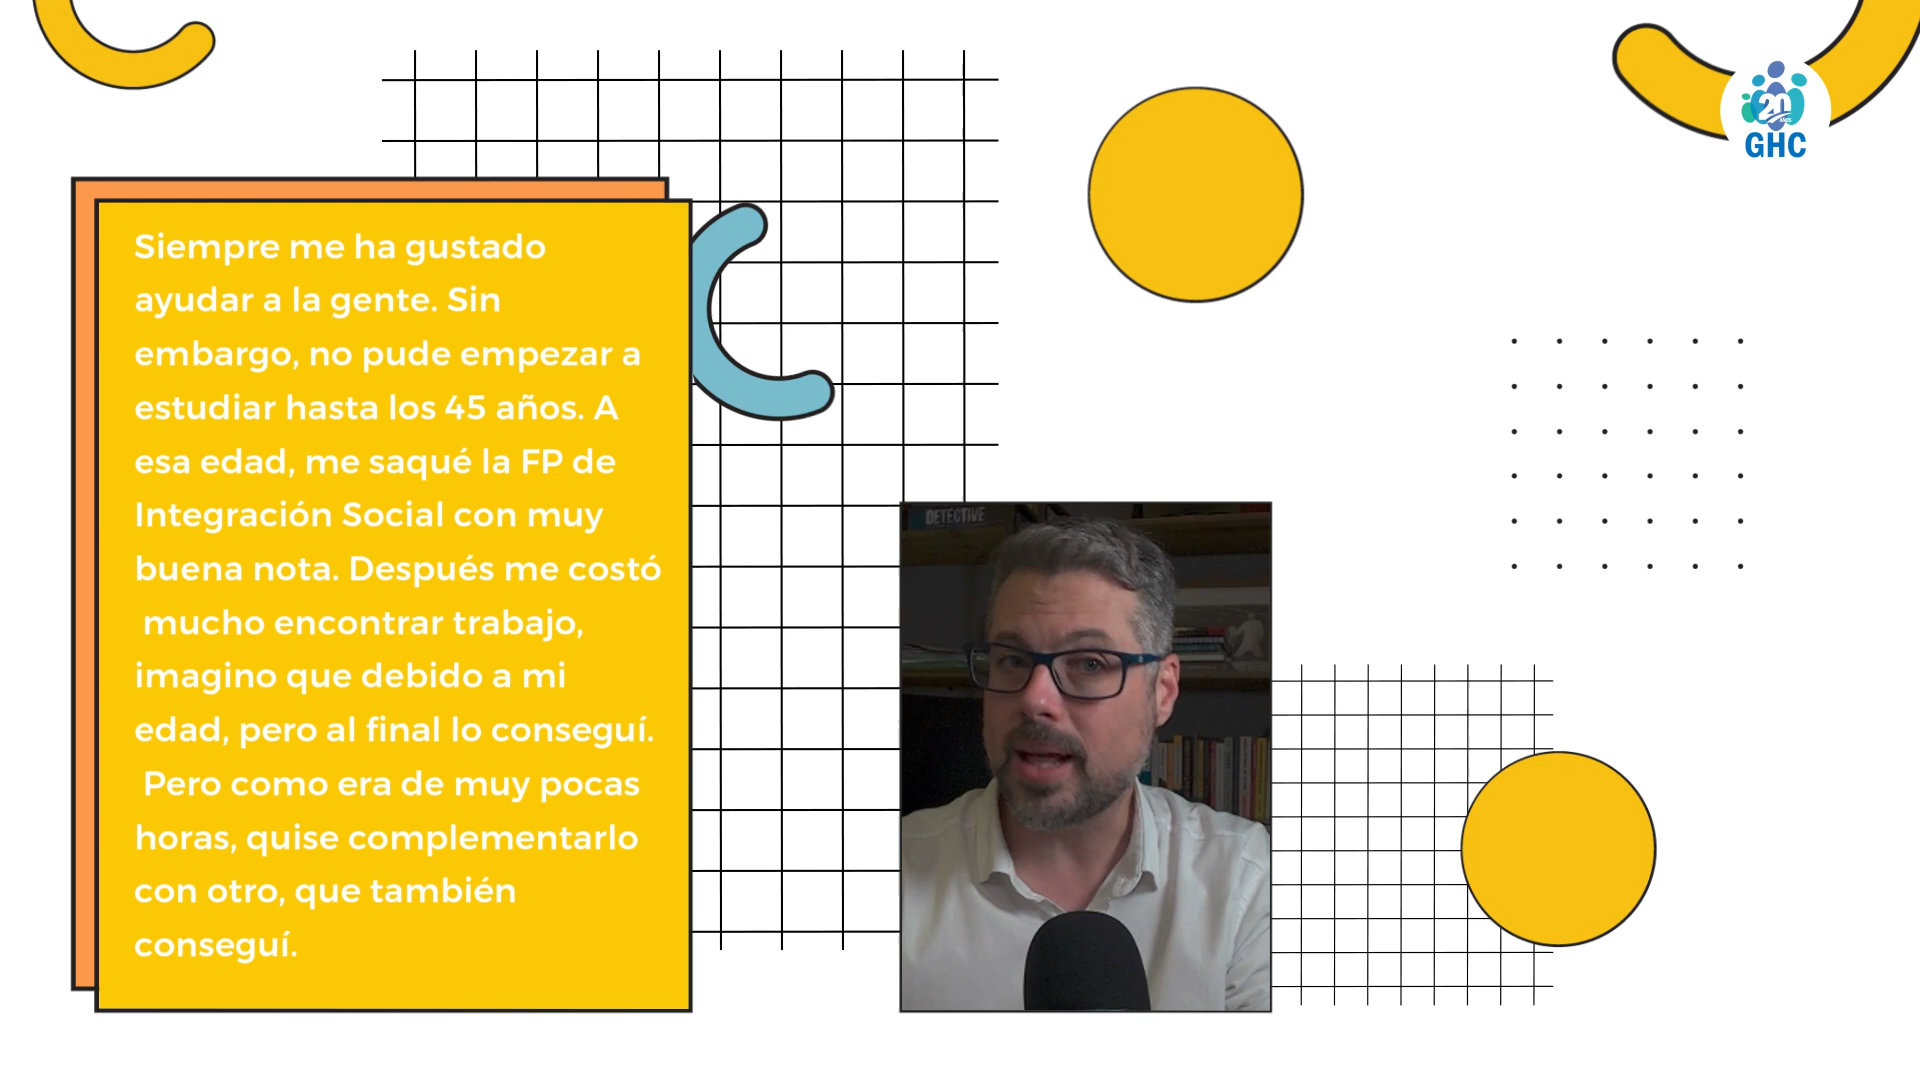 Siempre me ha gustado
ayudar a la gente. Sin
embargo, no pude empezar a
estudiar hasta los 45 años. A
esa edad, me saqué la FP de
Integración Social con muy
buena nota. Después me costó
mucho encontrar trabajo,
imagino que debido a mi
edad, pero al final lo conseguí.
Pero como era de muy pocas
horas, quise complementarlo
con otro, que también
conseguí.
20
AÑOS
GHC
DETECTIVE